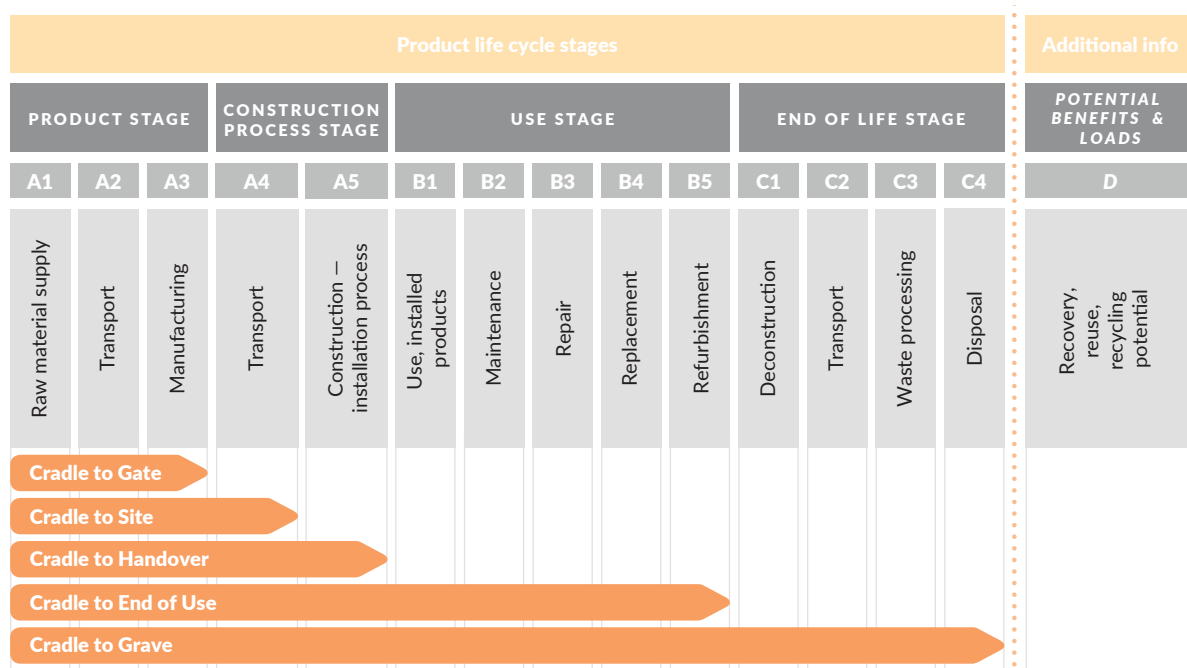 Product life cycle stages
Additional info
PRODUCT STAGE
CONSTRUCTION
PROCESS STAGE
USE STAGE
END OF LIFE STAGE
POTENTIAL
BENEFITS &
LOADS
A1
A2
A3
A4
A5
B1
B2
B3
B4
B5
C1
C2
C3
C4
D
Raw material supply
Transport
Manufacturing
Transport
Construction –
installation process
Use, installed
products
Maintenance
Repair
Replacement
Refurbishment
Deconstruction
Transport
Waste processing
Disposal
Recovery,
reuse,
recycling
potential
Cradle to Gate
Cradle to Site
Cradle to Handover
Cradle to End of Use
Cradle to Grave